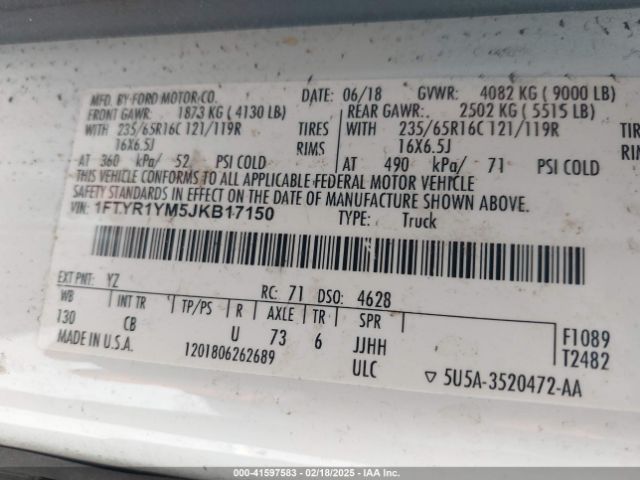 MFD. BY FORD MOTOR CO. DATE: 06/18 GVWR: 4082 KG ( 9000 LB)
FRONT GAWR: 1873 KG ( 4130 LB) REAR GAWR: 2502 KG ( 5515 LB)
WITH 235/65R16C 121/119R TIRES WITH 235/65R16C 121/119R TIRES
16X6.5J RIMS 16X6.5J RIMS
AT 360 kPa/ 52 PSI COLD AT 490 kPa/ 71 PSI COLD
THIS VEHICLE CONFORMS TO ALL APPLICABLE FEDERAL MOTOR VEHICLE
SAFETY STANDARDS IN EFFECT ON THE DATE OF MANUFACTURE SHOWN ABOVE.
VIN: 1FTYR1YM5JKB17150 TYPE: Truck
EXT PNT: YZ RC: 71 DSO: 4628
WB INT TR TP/PS R AXLE TR SPR
130 CB U 73 6 JJHH F1089
MADE IN U.S.A. 1201806262689 ULC T2482
▽ 5U5A-3520472-AA
000-41597583 - 02/18/2025 - IAAI.COM